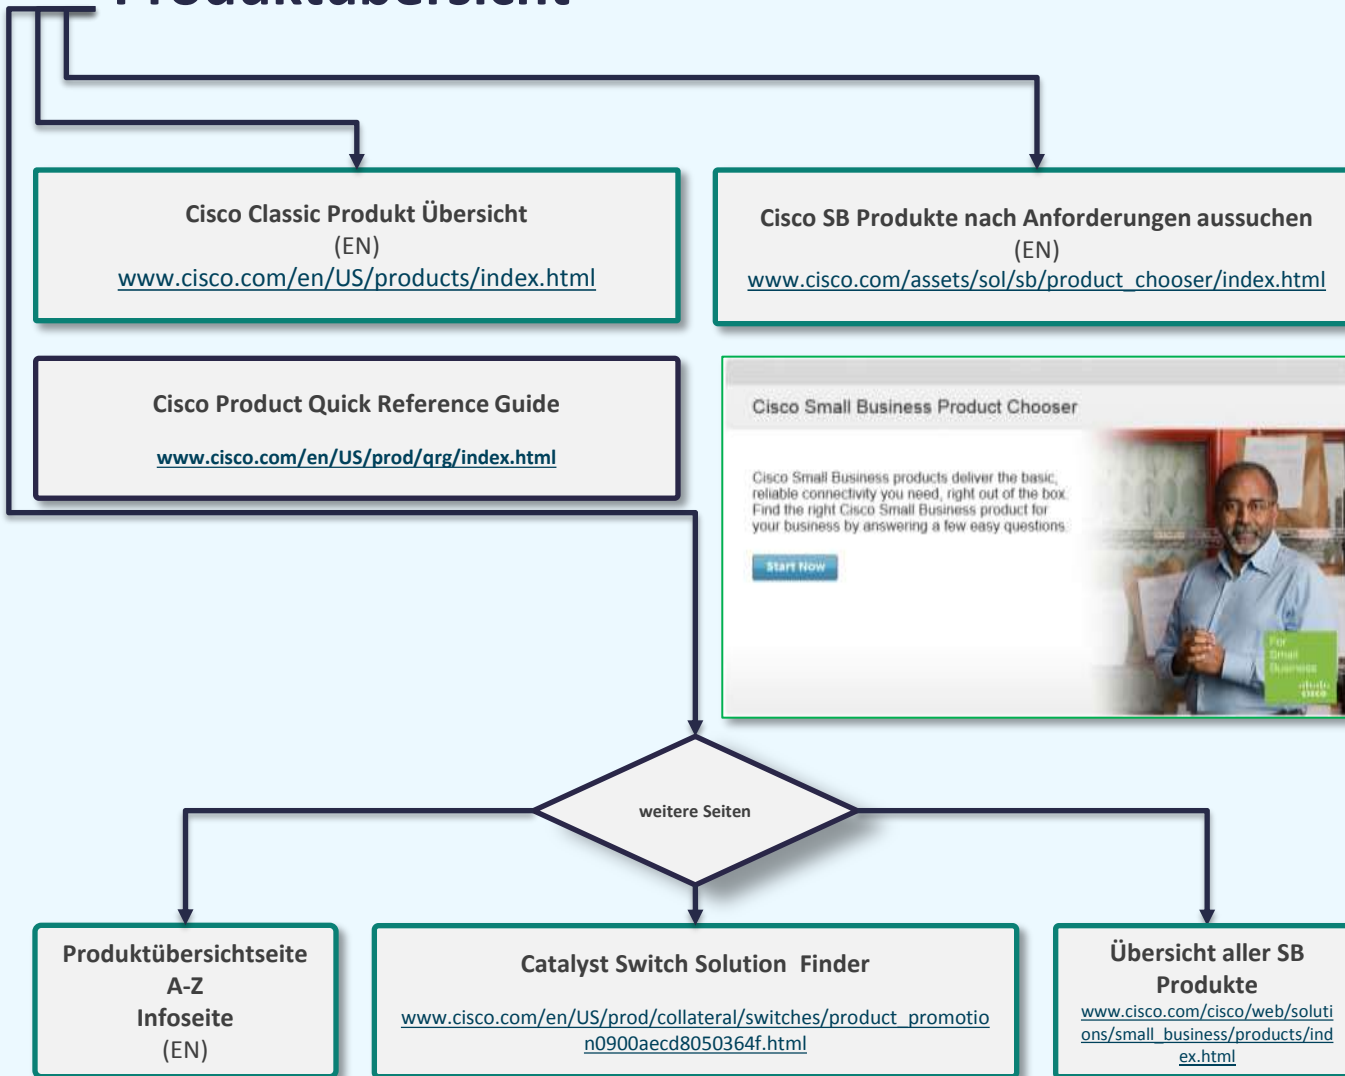 Produktübersicht
Cisco Classic Produkt Übersicht
(EN)
www.cisco.com/en/US/products/index.html
Cisco SB Produkte nach Anforderungen aussuchen
(EN)
www.cisco.com/assets/sol/sb/product_chooser/index.html
Cisco Product Quick Reference Guide
www.cisco.com/en/US/prod/qrg/index.html
Cisco Small Business Product Chooser
Cisco Small Business products deliver the basic,
reliable connectivity you need, right out of the box.
Find the right Cisco Small Business product for
your business by answering a few easy questions.
Start Now
For
Small
Business
cisco
weitere Seiten
Produktübersichtseite
A-Z
Infoseite
(EN)
Catalyst Switch Solution  Finder
www.cisco.com/en/US/prod/collateral/switches/product_promotio
n0900aecd8050364f.html
Übersicht aller SB
Produkte
www.cisco.com/cisco/web/soluti
ons/small_business/products/ind
ex.html